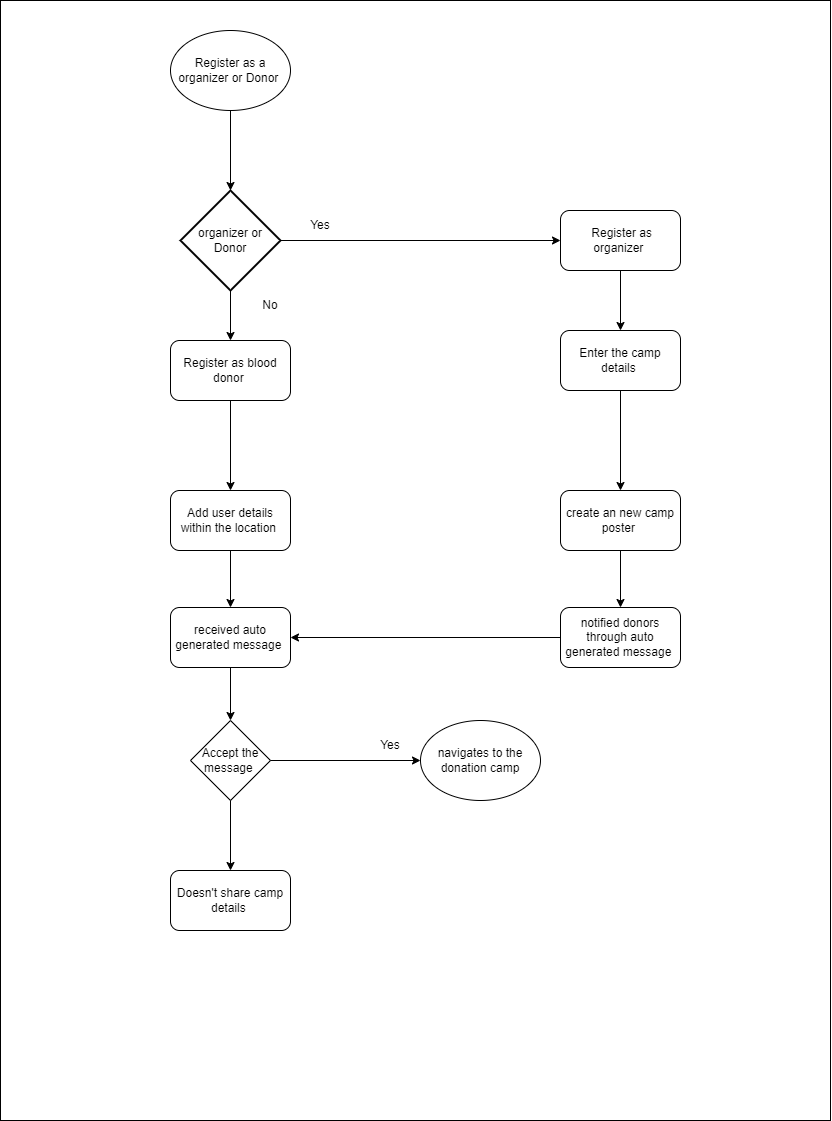 Register as a
organizer or Donor
organizer or
Donor
Yes
Register as
organizer
No
Register as blood
donor
Enter the camp
details
Add user details
within the location
create an new camp
poster
received auto
generated message
notified donors
through auto
generated message
Accept the
message
Yes
navigates to the
donation camp
Doesn't share camp
details